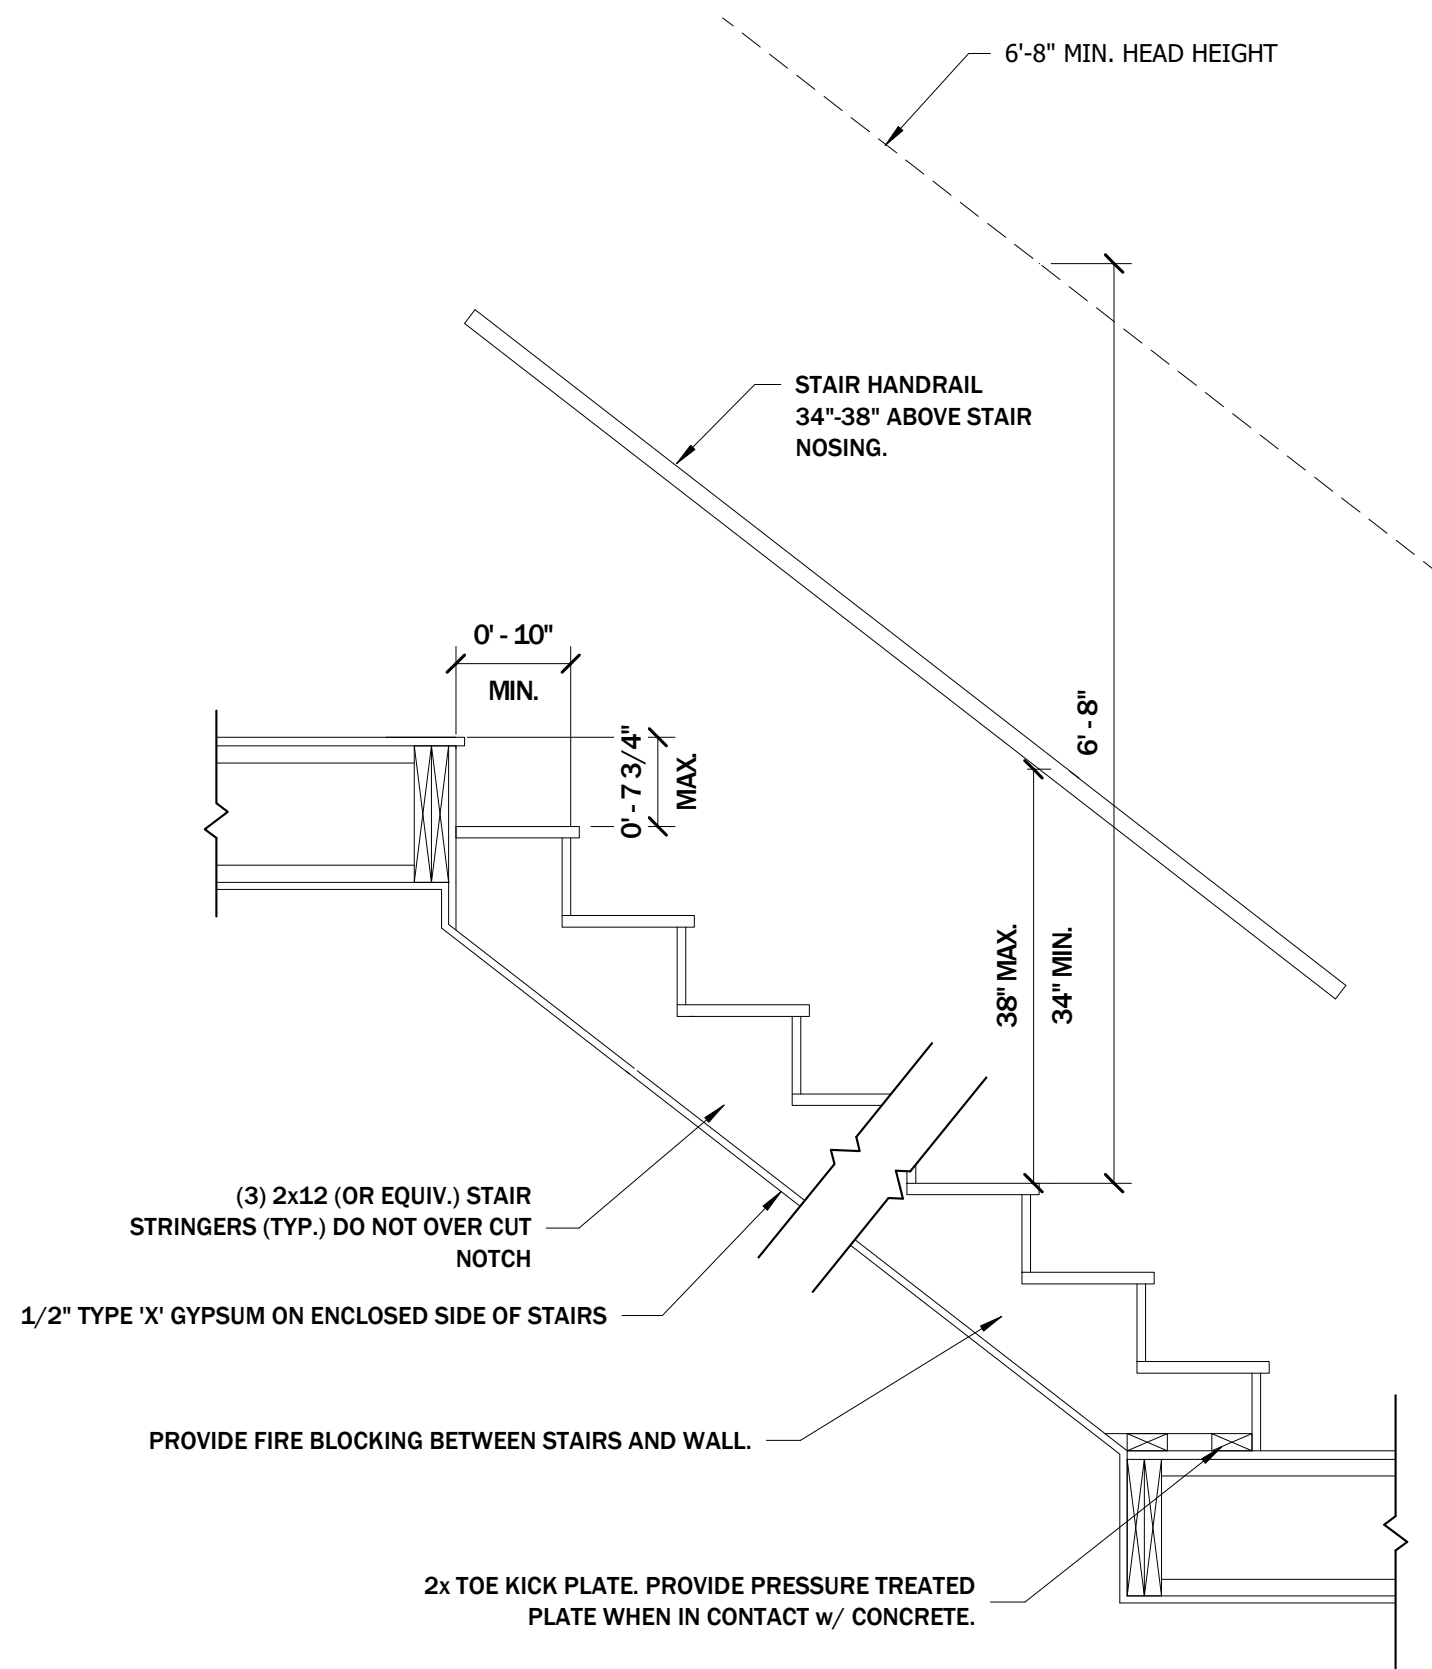 6'-8" MIN. HEAD HEIGHT
STAIR HANDRAIL
34"-38" ABOVE STAIR
NOSING.
0' - 10"
MIN.
0' - 7 3/4"
MAX.
6' - 8"
38" MAX.
34" MIN.
(3) 2x12 (OR EQUIV.) STAIR
STRINGERS (TYP.) DO NOT OVER CUT
NOTCH
1/2" TYPE 'X' GYPSUM ON ENCLOSED SIDE OF STAIRS
PROVIDE FIRE BLOCKING BETWEEN STAIRS AND WALL.
2x TOE KICK PLATE. PROVIDE PRESSURE TREATED
PLATE WHEN IN CONTACT w/ CONCRETE.